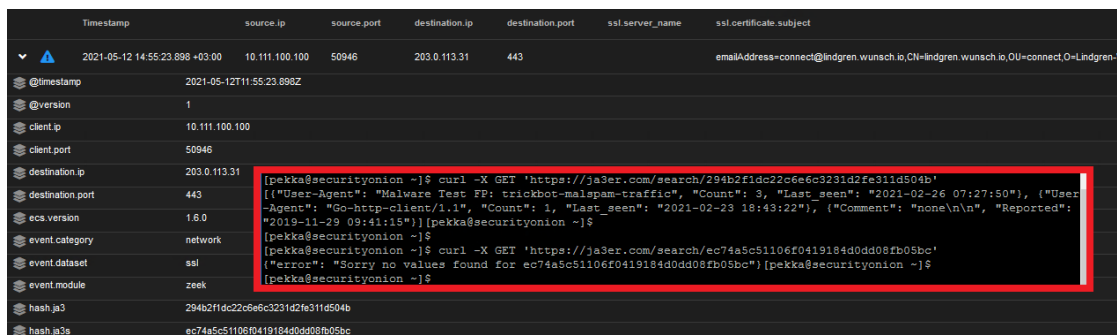 Timestamp source.ip source.port destination.ip destination.port ssl.server_name ssl.certificate.subject
2021-05-12 14:55:23.898 +03:00 10.111.100.100 50946 203.0.113.31 443 emailAddress=connect@lindgren.wunsch.io,CN=lindgren.wunsch.io,OU=connect,O=Lindgren-
@timestamp 2021-05-12T11:55:23.898Z
@version 1
client.ip 10.111.100.100
client.port 50946
destination.ip 203.0.113.31
destination.port 443
ecs.version 1.6.0
event.category network
event.dataset ssl
event.module zeek
hash.ja3 294b2f1dc22c6e6c3231d2fe311d504b
hash.ja3s ec74a5c51106f0419184d0dd08fb05bc
[pekka@securityonion ~]$ curl -X GET 'https://ja3er.com/search/294b2f1dc22c6e6c3231d2fe311d504b'
[{"User-Agent": "Malware Test FP: trickbot-malspam-traffic", "Count": 3, "Last_seen": "2021-02-26 07:27:50"}, {"User
-Agent": "Go-http-client/1.1", "Count": 1, "Last_seen": "2021-02-23 18:43:22"}, {"Comment": "none\n\n", "Reported":
"2019-11-29 09:41:15"}][pekka@securityonion ~]$
[pekka@securityonion ~]$
[pekka@securityonion ~]$ curl -X GET 'https://ja3er.com/search/ec74a5c51106f0419184d0dd08fb05bc'
{"error": "Sorry no values found for ec74a5c51106f0419184d0dd08fb05bc"}[pekka@securityonion ~]$
[pekka@securityonion ~]$